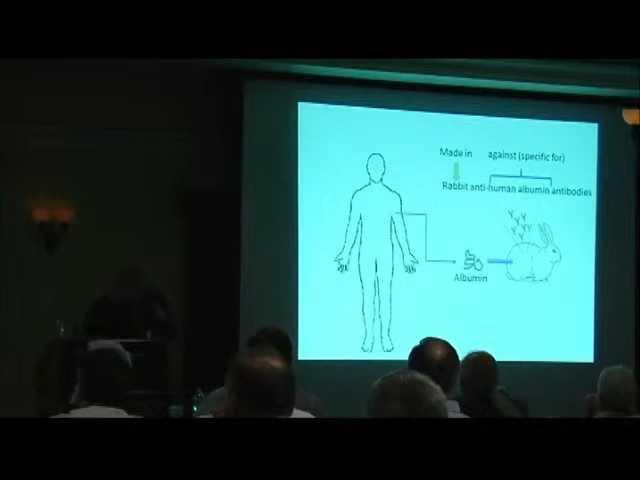 Made in against (specific for)
Rabbit anti-human albumin antibodies
Albumin